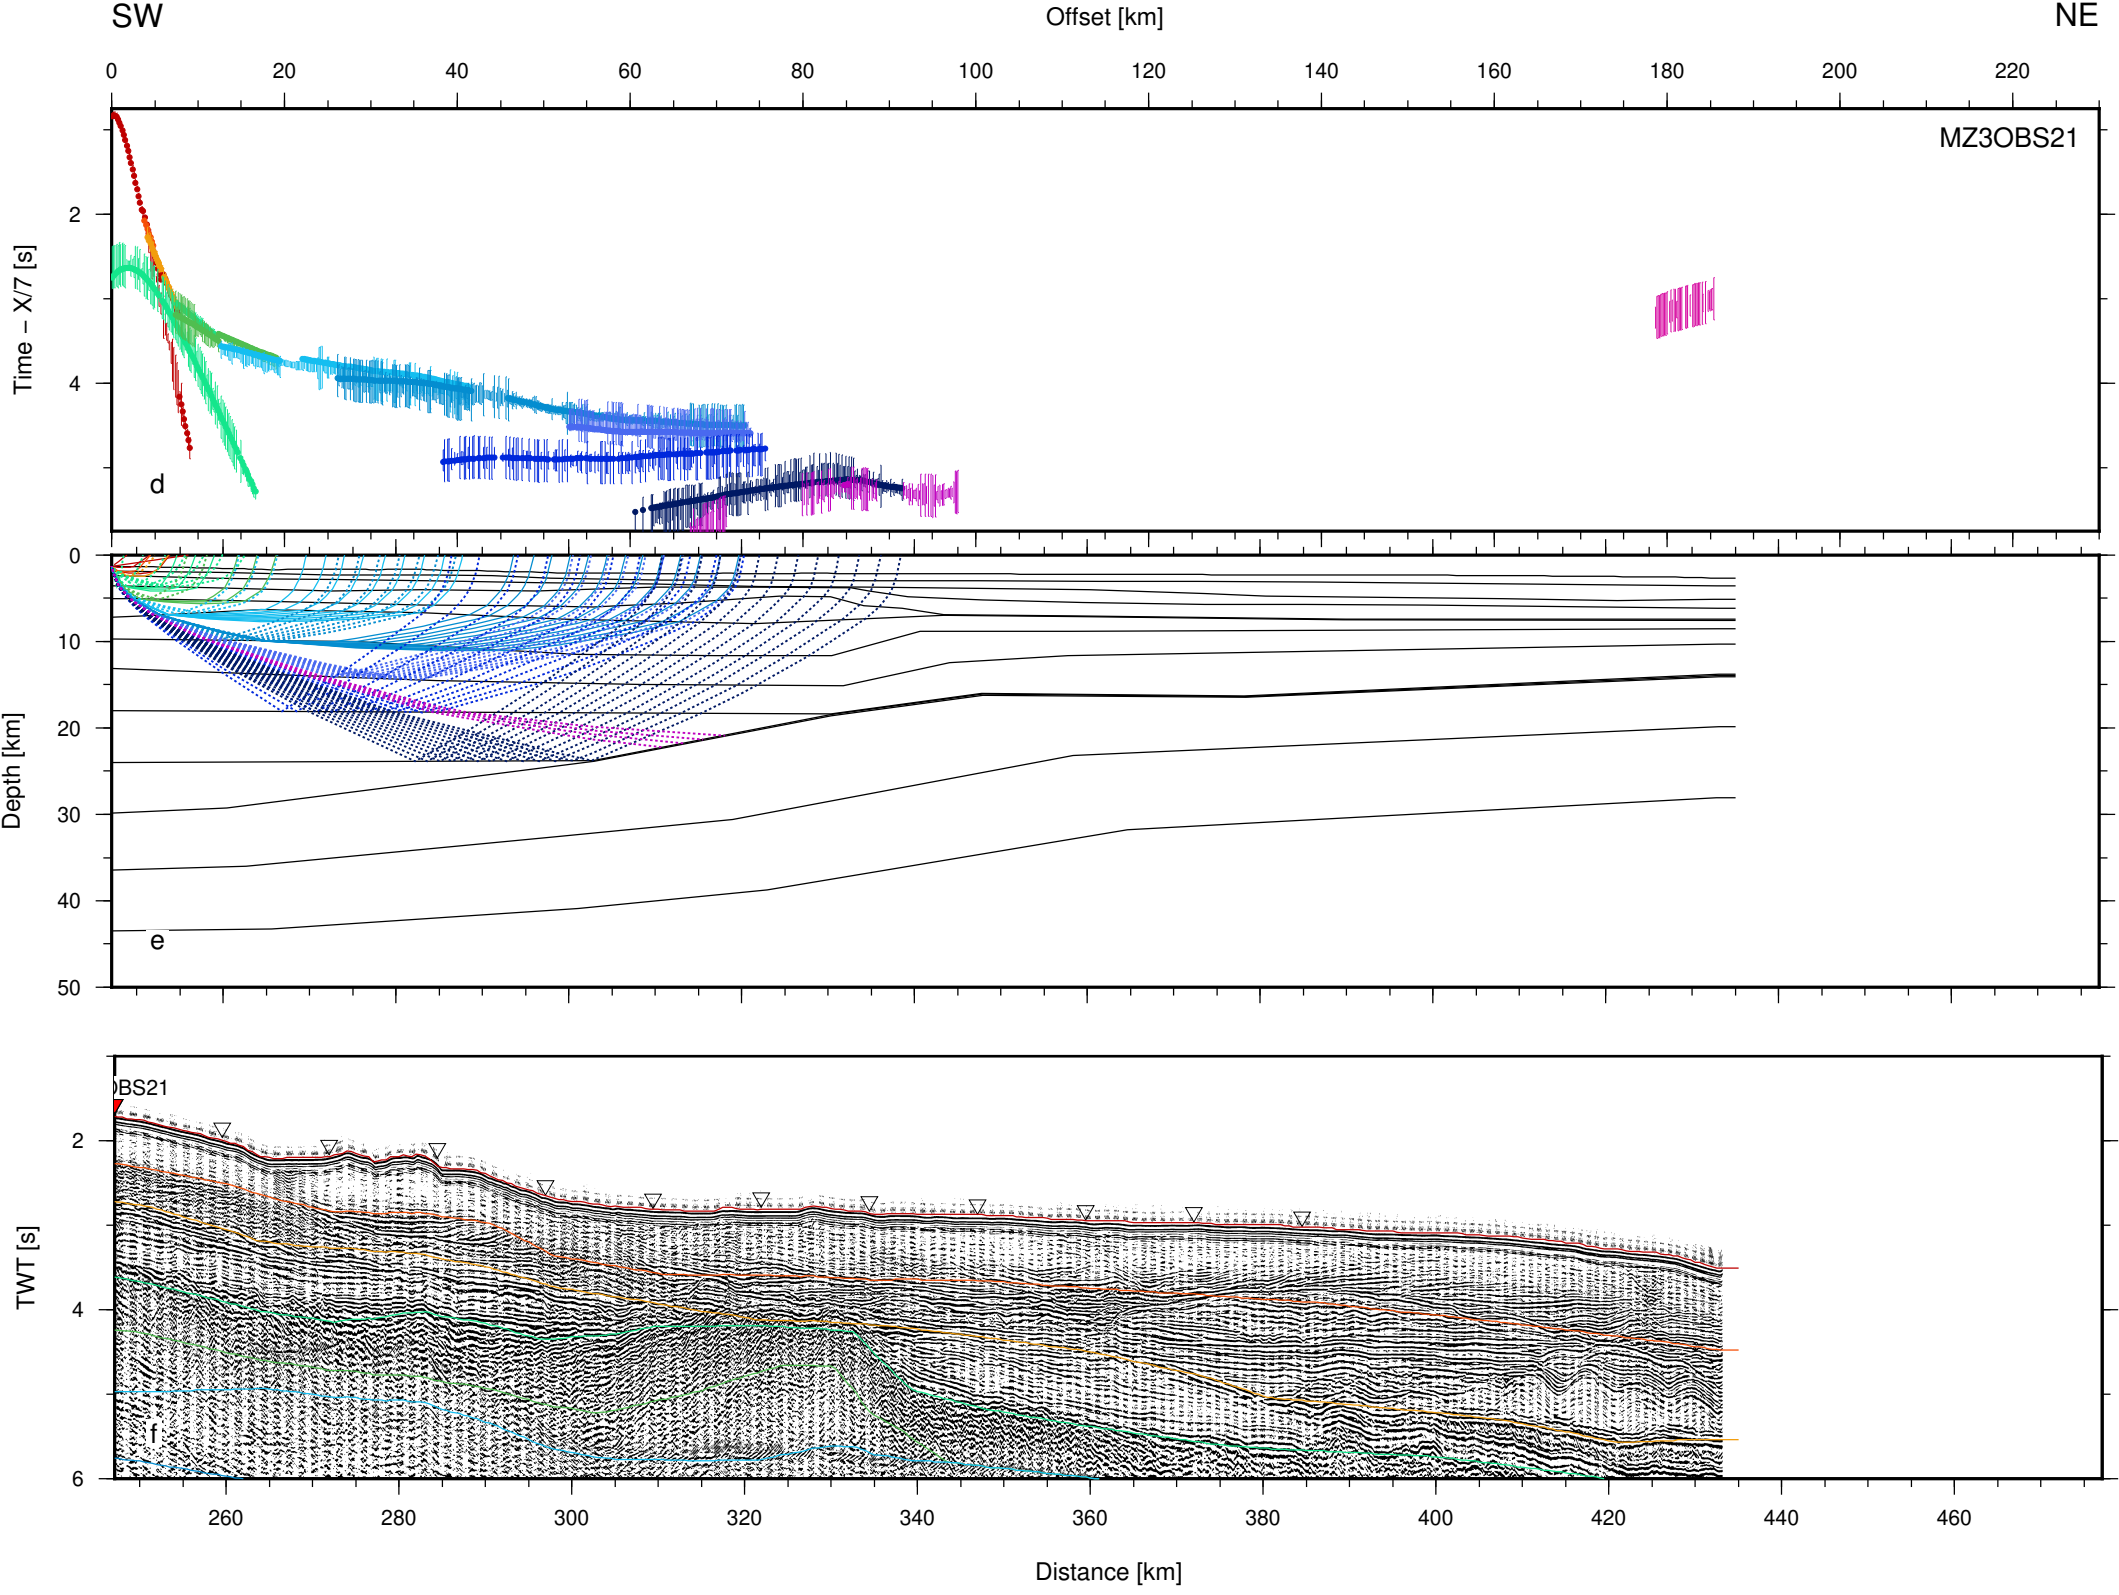 SW Offset [km] NE
0 20 40 60 80 100 120 140 160 180 200 220
MZ3OBS21
Time – X/7 [s]
2
4
d
Depth [km]
0
10
20
30
40
50
e
OBS21
TWT [s]
2
4
6
f
260 280 300 320 340 360 380 400 420 440 460
Distance [km]